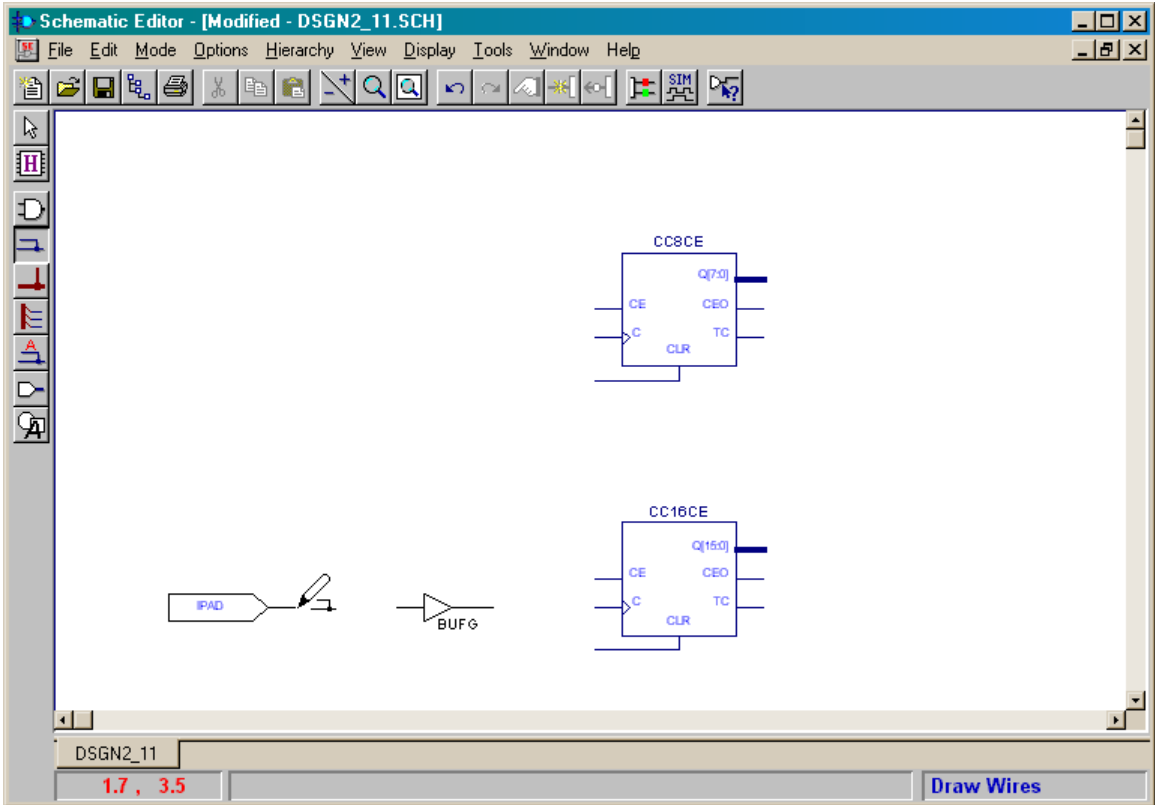 Schematic Editor - [Modified - DSGN2_11.SCH]
File Edit Mode Options Hierarchy View Display Tools Window Help
SIM
H
A
A
CC8CE
Q[7:0]
CE CEO
C TC
CLR
CC16CE
Q[15:0]
CE CEO
C TC
CLR
IPAD
BUFG
DSGN2_11
1.7 , 3.5 Draw Wires